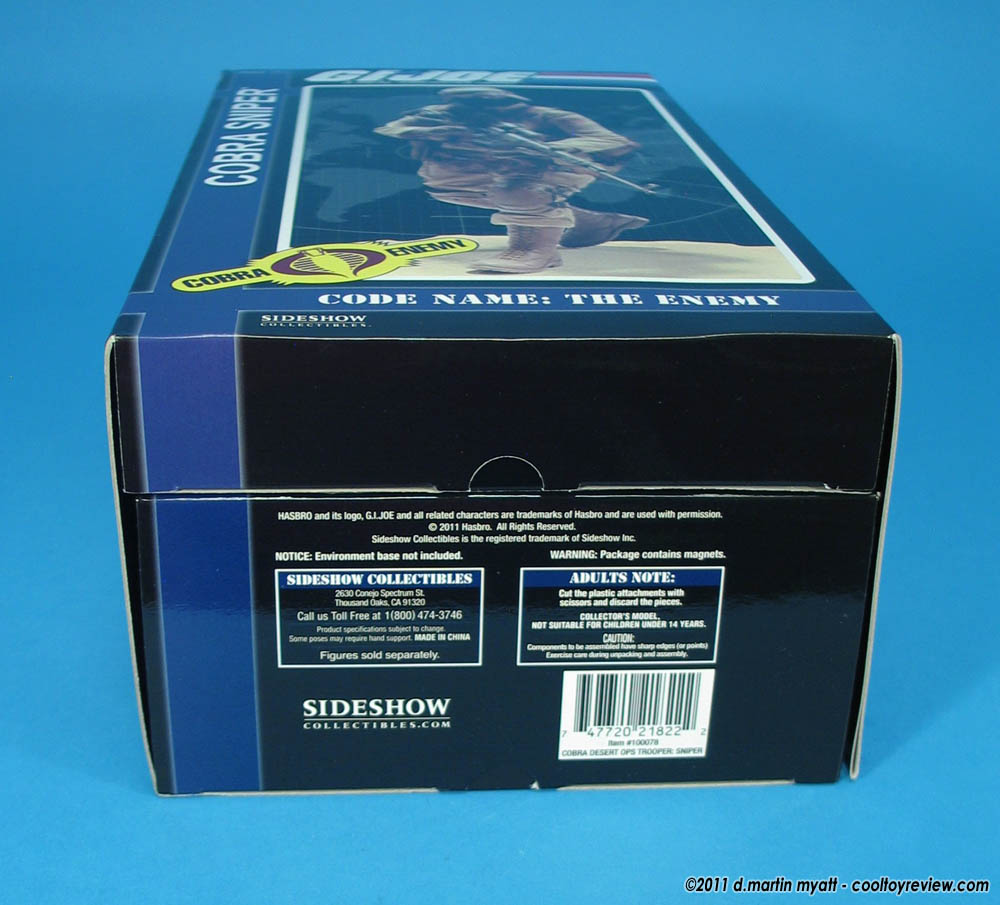 G.I. JOE
COBRA SNIPER
COBRA ENEMY
CODE NAME: THE ENEMY
SIDESHOW
COLLECTIBLES
HASBRO and its logo, G.I.JOE and all related characters are trademarks of Hasbro and are used with permission.
© 2011 Hasbro. All Rights Reserved.
Sideshow Collectibles is the registered trademark of Sideshow Inc.
NOTICE: Environment base not included.
WARNING: Package contains magnets.
SIDESHOW COLLECTIBLES
2630 Conejo Spectrum St.
Thousand Oaks, CA 91320
Call us Toll Free at 1(800) 474-3746
Product specifications subject to change.
Some poses may require hand support. MADE IN CHINA
Figures sold separately.
ADULTS NOTE:
Cut the plastic attachments with
scissors and discard the pieces.
COLLECTOR'S MODEL.
NOT SUITABLE FOR CHILDREN UNDER 14 YEARS.
CAUTION:
Components to be assembled have sharp edges (or points)
Exercise care during unpacking and assembly.
SIDESHOW
COLLECTIBLES.COM
7 47720 21822 2
Item #100078
COBRA DESERT OPS TROOPER: SNIPER
©2011 d.martin myatt - cooltoyreview.com